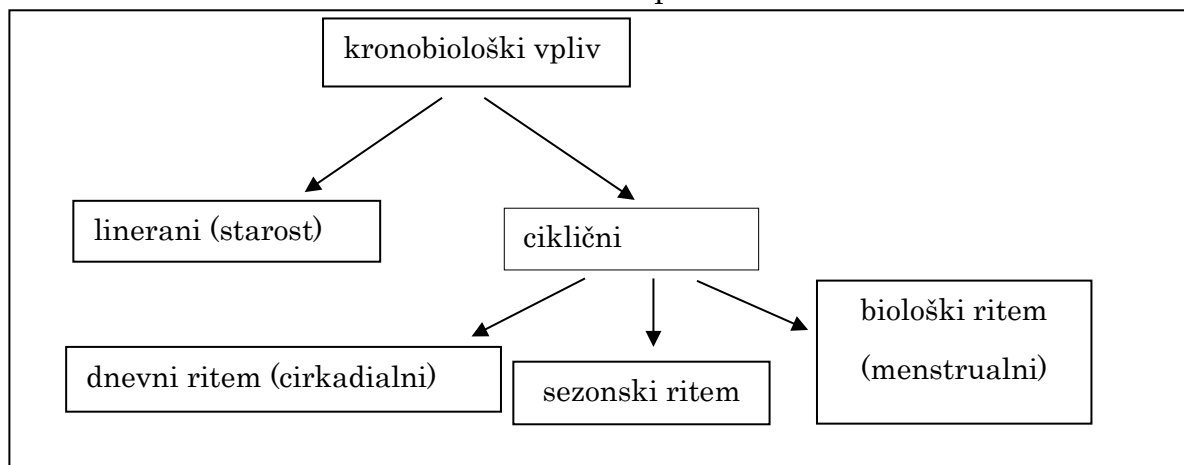 kronobiološki vpliv
linerani (starost)
ciklični
biološki ritem
(menstrualni)
dnevni ritem (cirkadialni)
sezonski ritem